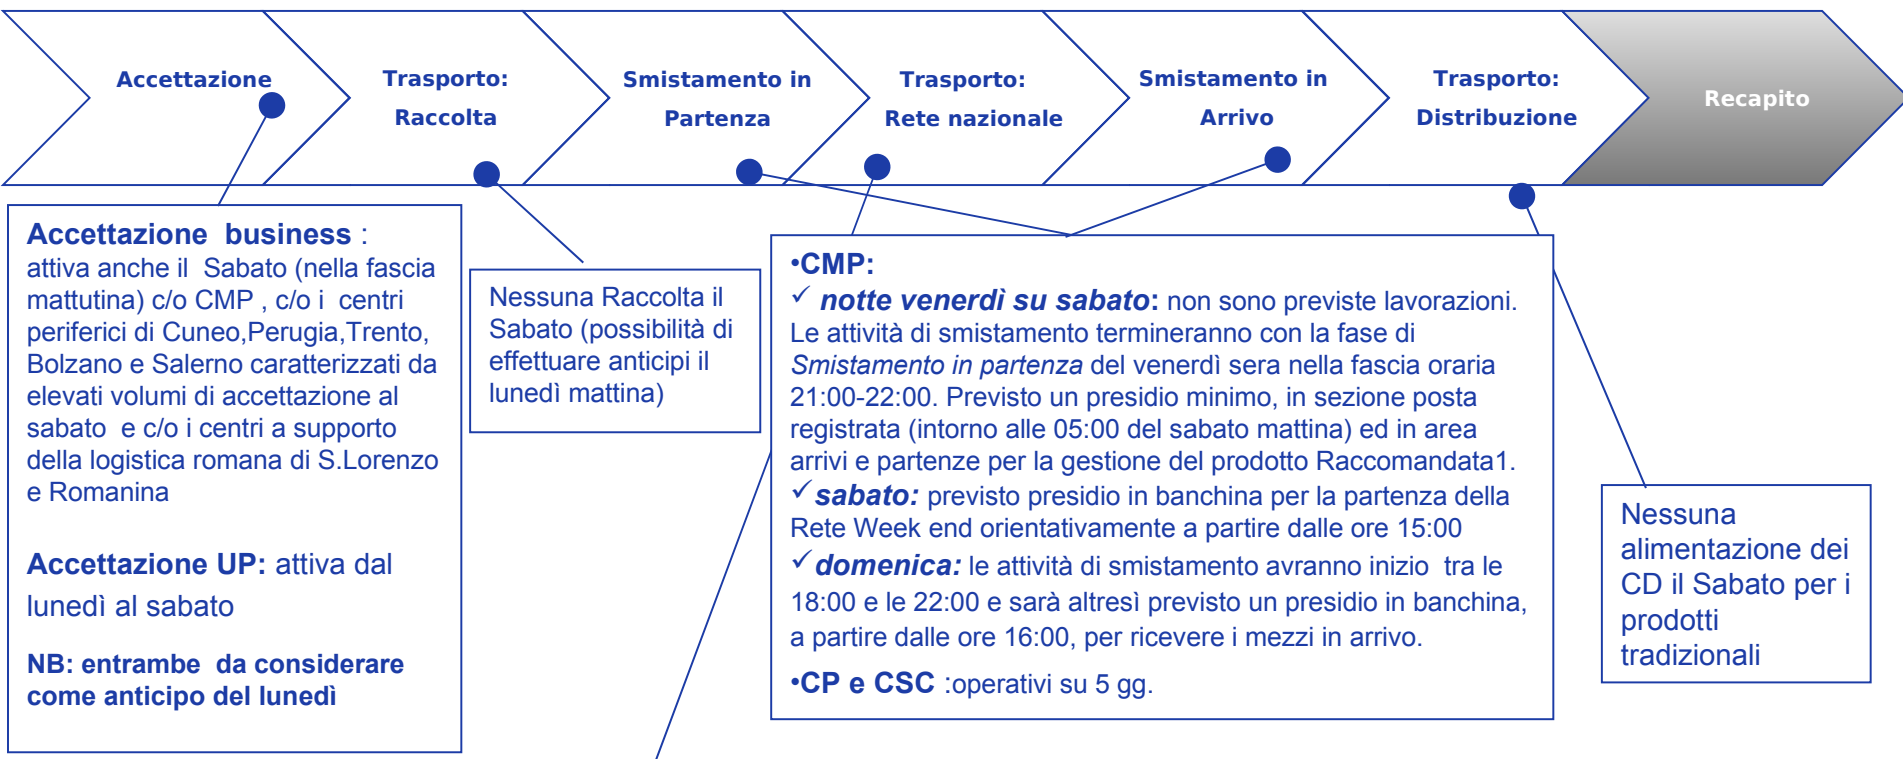 Accettazione
Trasporto:
Raccolta
Smistamento in
Partenza
Trasporto:
Rete nazionale
Smistamento in
Arrivo
Trasporto:
Distribuzione
Recapito
Accettazione business :
attiva anche il Sabato (nella fascia
mattutina) c/o CMP , c/o i centri
periferici di Cuneo,Perugia,Trento,
Bolzano e Salerno caratterizzati da
elevati volumi di accettazione al
sabato e c/o i centri a supporto
della logistica romana di S.Lorenzo
e Romanina
Accettazione UP: attiva dal
lunedì al sabato
NB: entrambe da considerare
come anticipo del lunedì
Nessuna Raccolta il
Sabato (possibilità di
effettuare anticipi il
lunedì mattina)
•CMP:
✓ notte venerdì su sabato: non sono previste lavorazioni.
Le attività di smistamento termineranno con la fase di
Smistamento in partenza del venerdì sera nella fascia oraria
21:00-22:00. Previsto un presidio minimo, in sezione posta
registrata (intorno alle 05:00 del sabato mattina) ed in area
arrivi e partenze per la gestione del prodotto Raccomandata1.
✓sabato: previsto presidio in banchina per la partenza della
Rete Week end orientativamente a partire dalle ore 15:00
✓domenica: le attività di smistamento avranno inizio tra le
18:00 e le 22:00 e sarà altresì previsto un presidio in banchina,
a partire dalle ore 16:00, per ricevere i mezzi in arrivo.
•CP e CSC :operativi su 5 gg.
Nessuna
alimentazione dei
CD il Sabato per i
prodotti
tradizionali